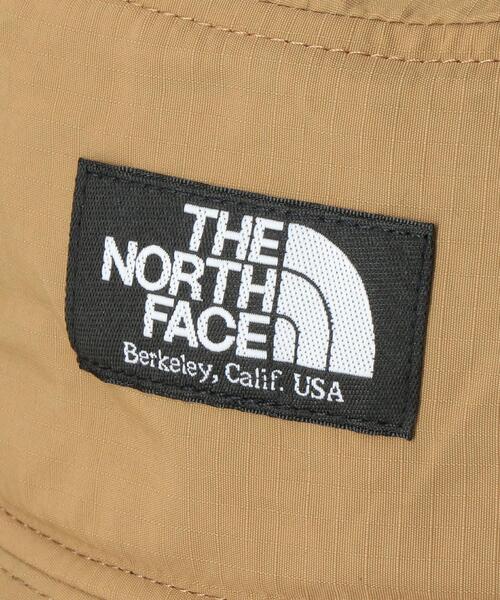 THE
NORTH
FACE
Berkeley, Calif. USA